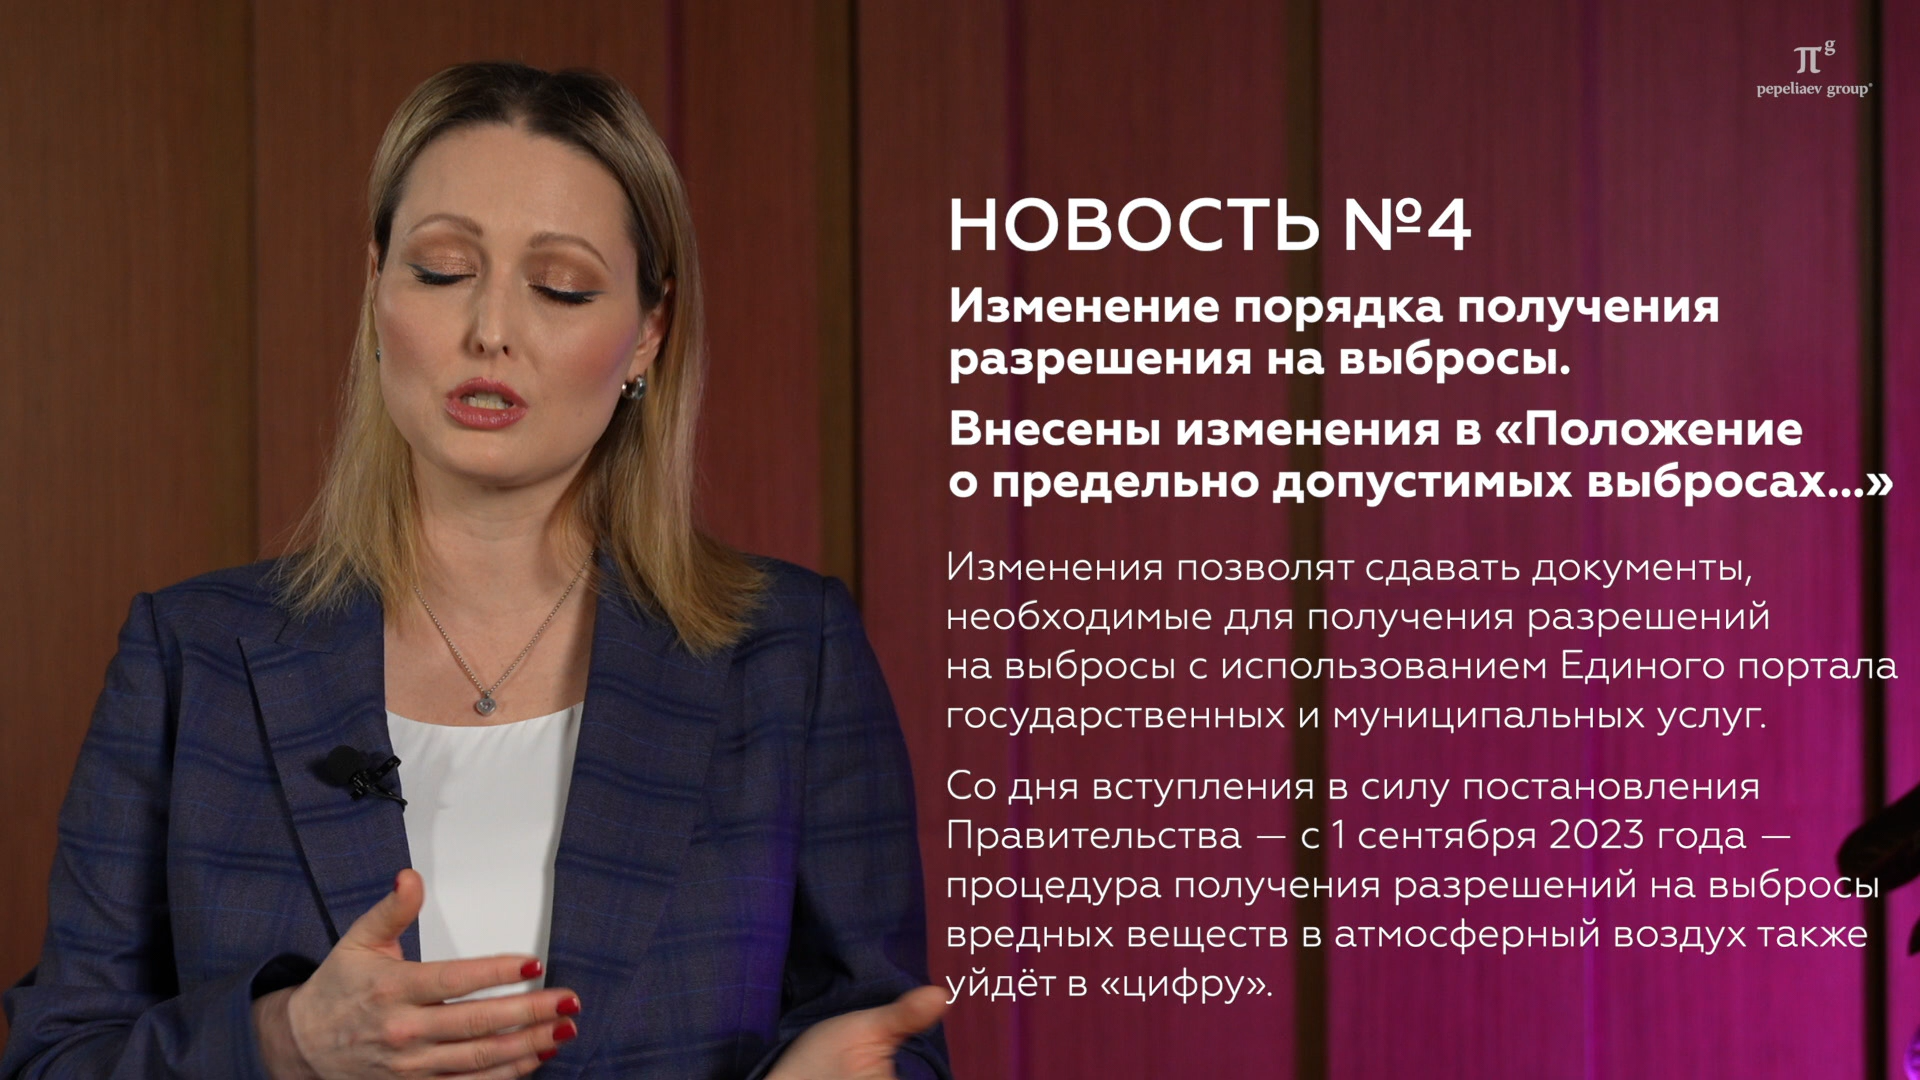 πg
pepeliaev group®
НОВОСТЬ №4
Изменение порядка получения
разрешения на выбросы.
Внесены изменения в «Положение
о предельно допустимых выбросах...»
Изменения позволят сдавать документы,
необходимые для получения разрешений
на выбросы с использованием Единого портала
государственных и муниципальных услуг.
Со дня вступления в силу постановления
Правительства — с 1 сентября 2023 года —
процедура получения разрешений на выбросы
вредных веществ в атмосферный воздух также
уйдёт в «цифру».